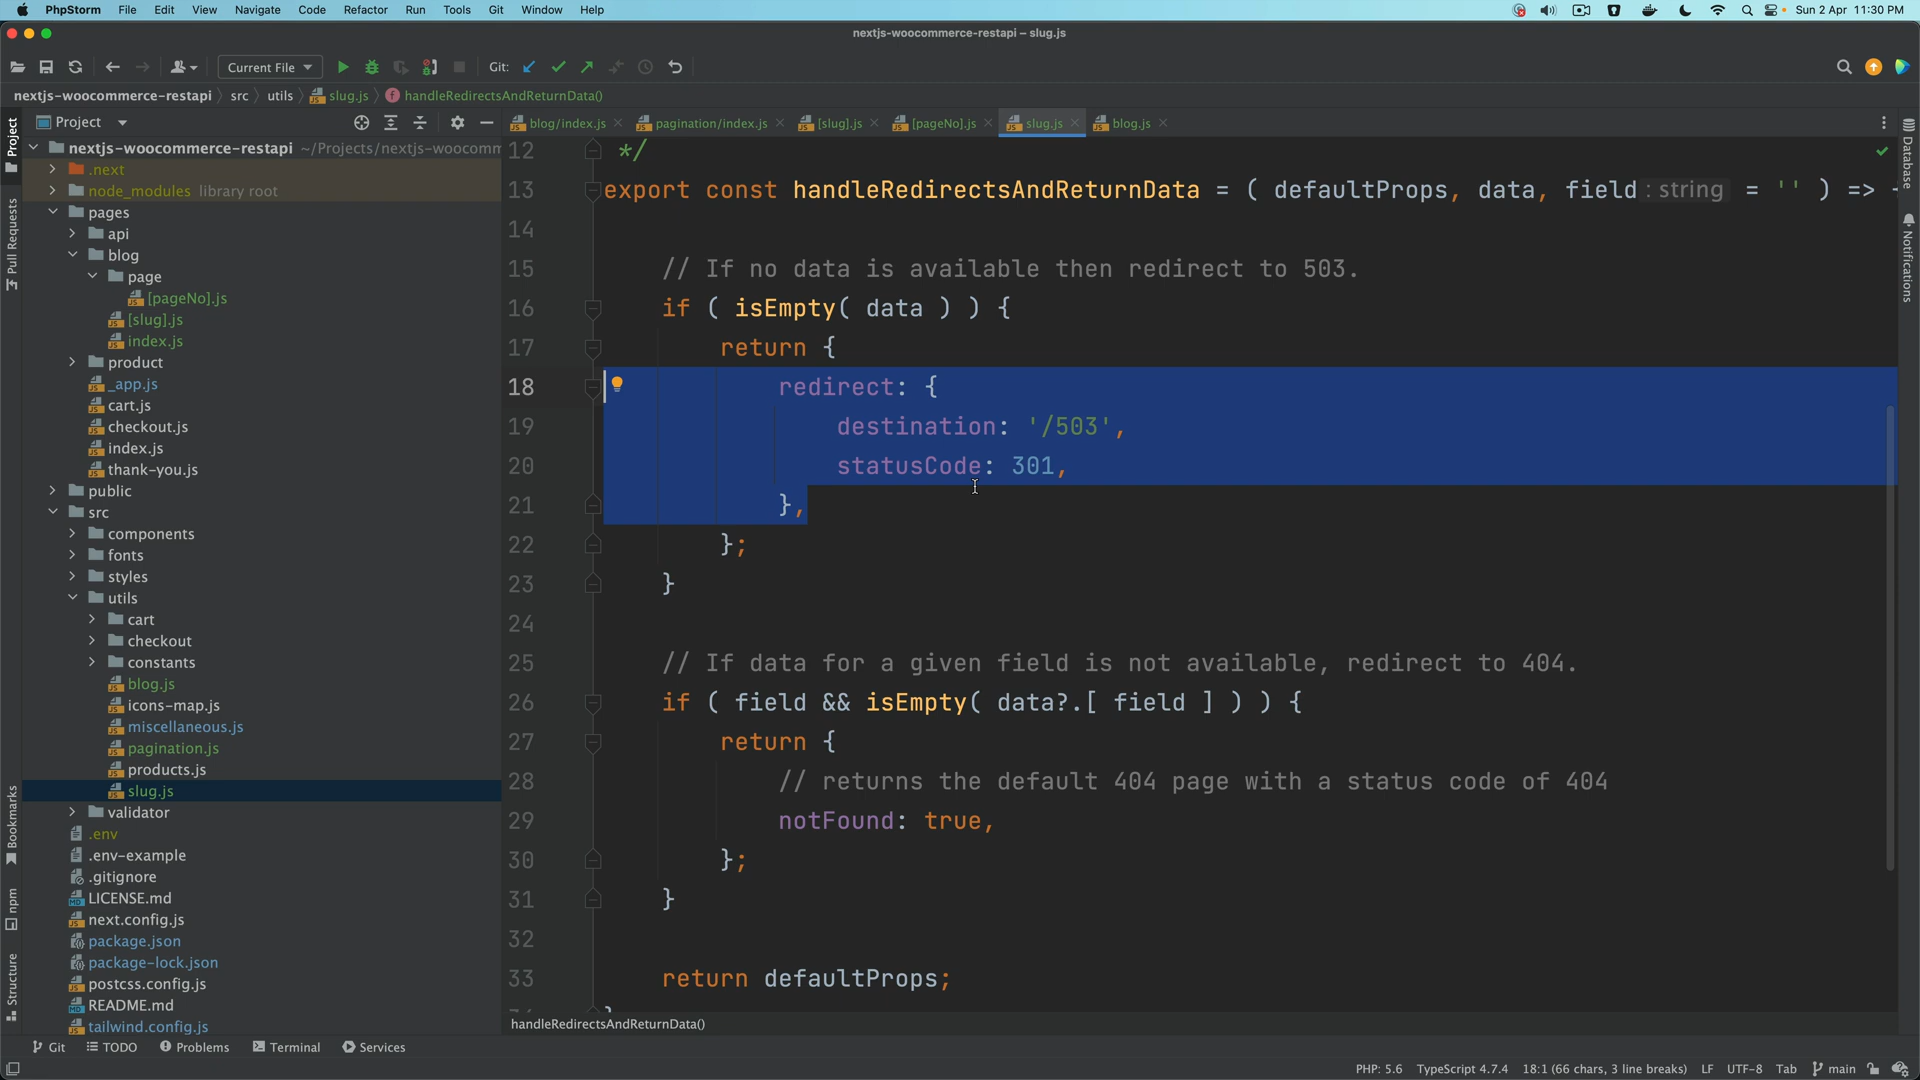 PhpStorm File Edit View Navigate Code Refactor Run Tools Git Window Help Sun 2 Apr 11:30 PM
nextjs-woocommerce-restapi – slug.js
Current File Git:
nextjs-woocommerce-restapi src utils slug.js handleRedirectsAndReturnData()
Project
blog/index.js pagination/index.js [slug].js [pageNo].js slug.js blog.js
nextjs-woocommerce-restapi ~/Projects/nextjs-woocomm
.next
node_modules library root
pages
api
blog
page
[pageNo].js
[slug].js
index.js
product
_app.js
cart.js
checkout.js
index.js
thank-you.js
public
src
components
fonts
styles
utils
cart
checkout
constants
blog.js
icons-map.js
miscellaneous.js
pagination.js
products.js
slug.js
validator
.env
.env-example
.gitignore
LICENSE.md
next.config.js
package.json
package-lock.json
postcss.config.js
README.md
tailwind.config.js
Project
Pull Requests
Bookmarks
npm
Structure
12 */
13 export const handleRedirectsAndReturnData = ( defaultProps, data, field : string = '' ) =>
14
15 // If no data is available then redirect to 503.
16 if ( isEmpty( data ) ) {
17 return {
18 redirect: {
19 destination: '/503',
20 statusCode: 301,
21 },
22 };
23 }
24
25 // If data for a given field is not available, redirect to 404.
26 if ( field && isEmpty( data?.[ field ] ) ) {
27 return {
28 // returns the default 404 page with a status code of 404
29 notFound: true,
30 };
31 }
32
33 return defaultProps;
handleRedirectsAndReturnData()
Database
Notifications
Git TODO Problems Terminal Services
PHP: 5.6 TypeScript 4.7.4 18:1 (66 chars, 3 line breaks) LF UTF-8 Tab main